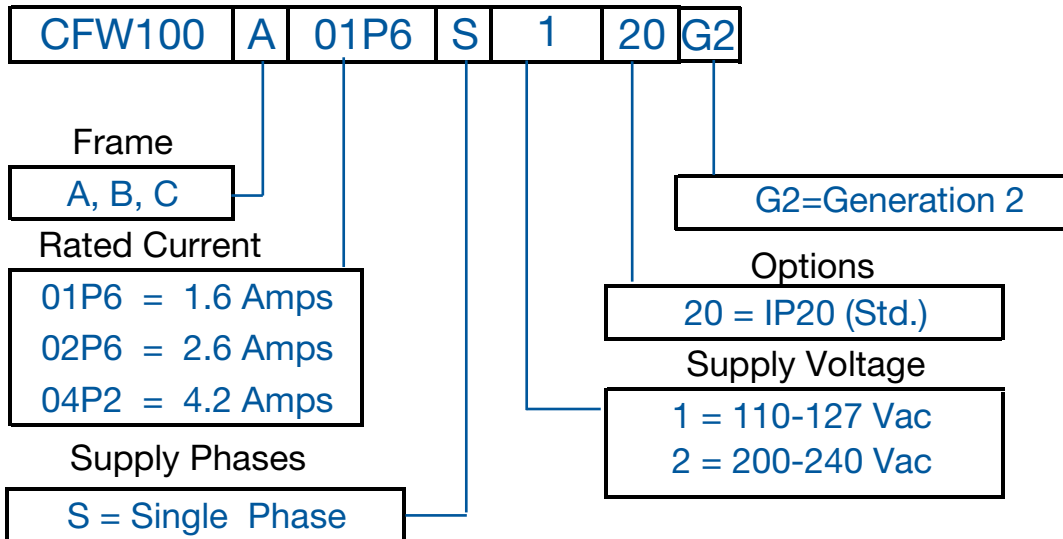 CFW100 A 01P6 S 1 20 G2
Frame
A, B, C
G2=Generation 2
Rated Current
01P6 = 1.6 Amps
02P6 = 2.6 Amps
04P2 = 4.2 Amps
Options
20 = IP20 (Std.)
Supply Voltage
1 = 110-127 Vac
2 = 200-240 Vac
Supply Phases
S = Single Phase